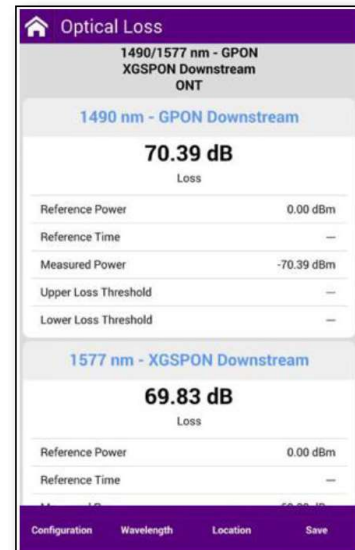 Optical Loss
1490/1577 nm - GPON
XGSPON Downstream
ONT
1490 nm - GPON Downstream
70.39 dB
Loss
Reference Power 0.00 dBm
Reference Time —
Measured Power -70.39 dBm
Upper Loss Threshold —
Lower Loss Threshold —
1577 nm - XGSPON Downstream
69.83 dB
Loss
Reference Power 0.00 dBm
Reference Time —
Configuration Wavelength Location Save